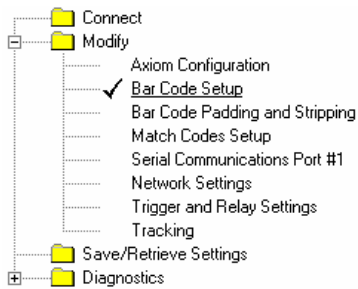 Connect
Modify
Axiom Configuration
Bar Code Setup
Bar Code Padding and Stripping
Match Codes Setup
Serial Communications Port #1
Network Settings
Trigger and Relay Settings
Tracking
Save/Retrieve Settings
Diagnostics